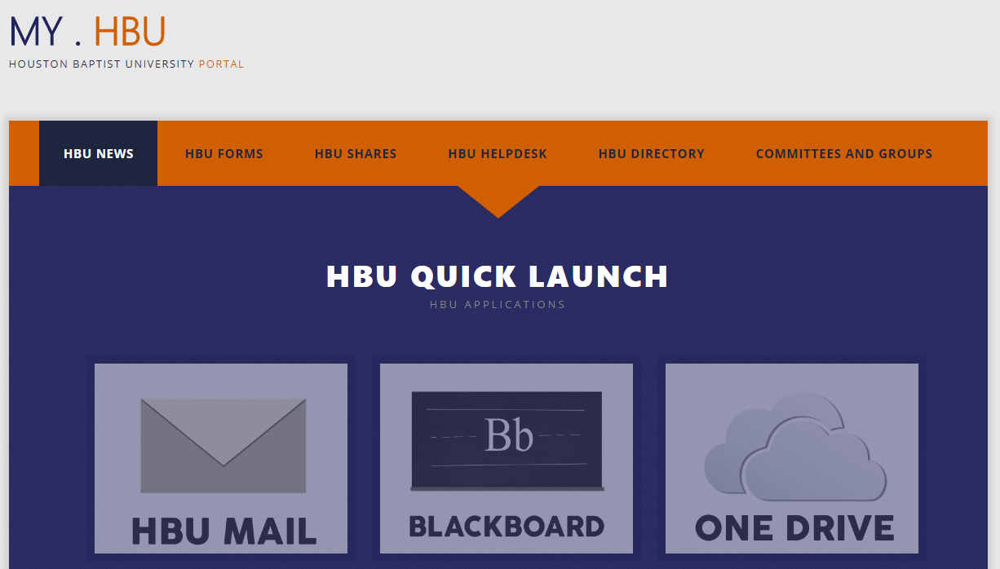 MY . HBU
HOUSTON BAPTIST UNIVERSITY PORTAL
HBU NEWS HBU FORMS HBU SHARES HBU HELPDESK HBU DIRECTORY COMMITTEES AND GROUPS
HBU QUICK LAUNCH
HBU APPLICATIONS
Bb
HBU MAIL BLACKBOARD ONE DRIVE